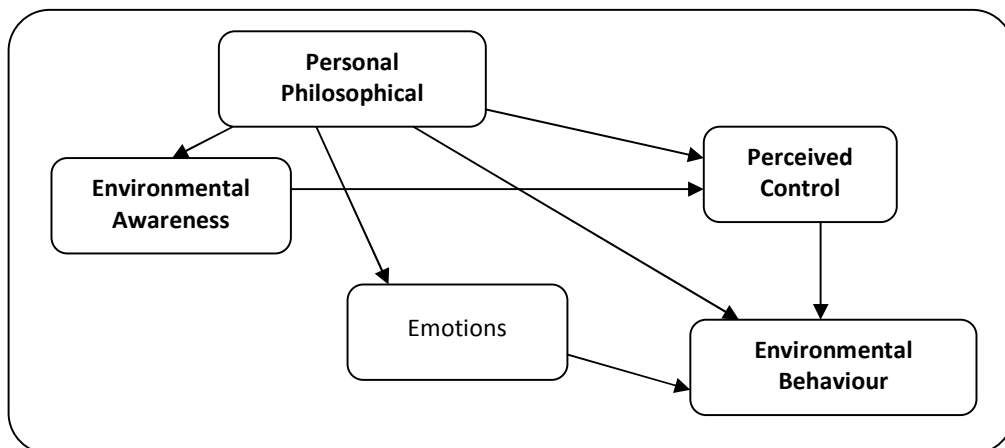 Personal
Philosophical
Environmental
Awareness
Perceived
Control
Emotions
Environmental
Behaviour